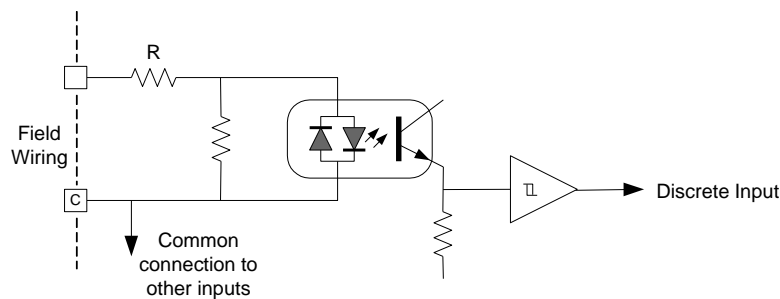 R
Field
Wiring
C
Discrete Input
Common
connection to
other inputs